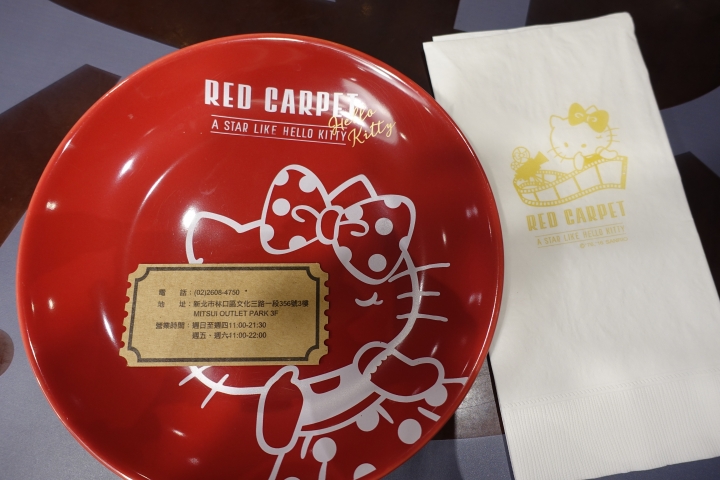 RED CARPET
Hello Kitty
A STAR LIKE HELLO KITTY
電 話：(02)2606-4750
地 址：新北市林口區文化三路一段356號3樓
MITSUI OUTLET PARK 3F
營業時間：週日至週四11:00-21:30
週五、週六11:00-22:00
RED CARPET
A STAR LIKE HELLO KITTY